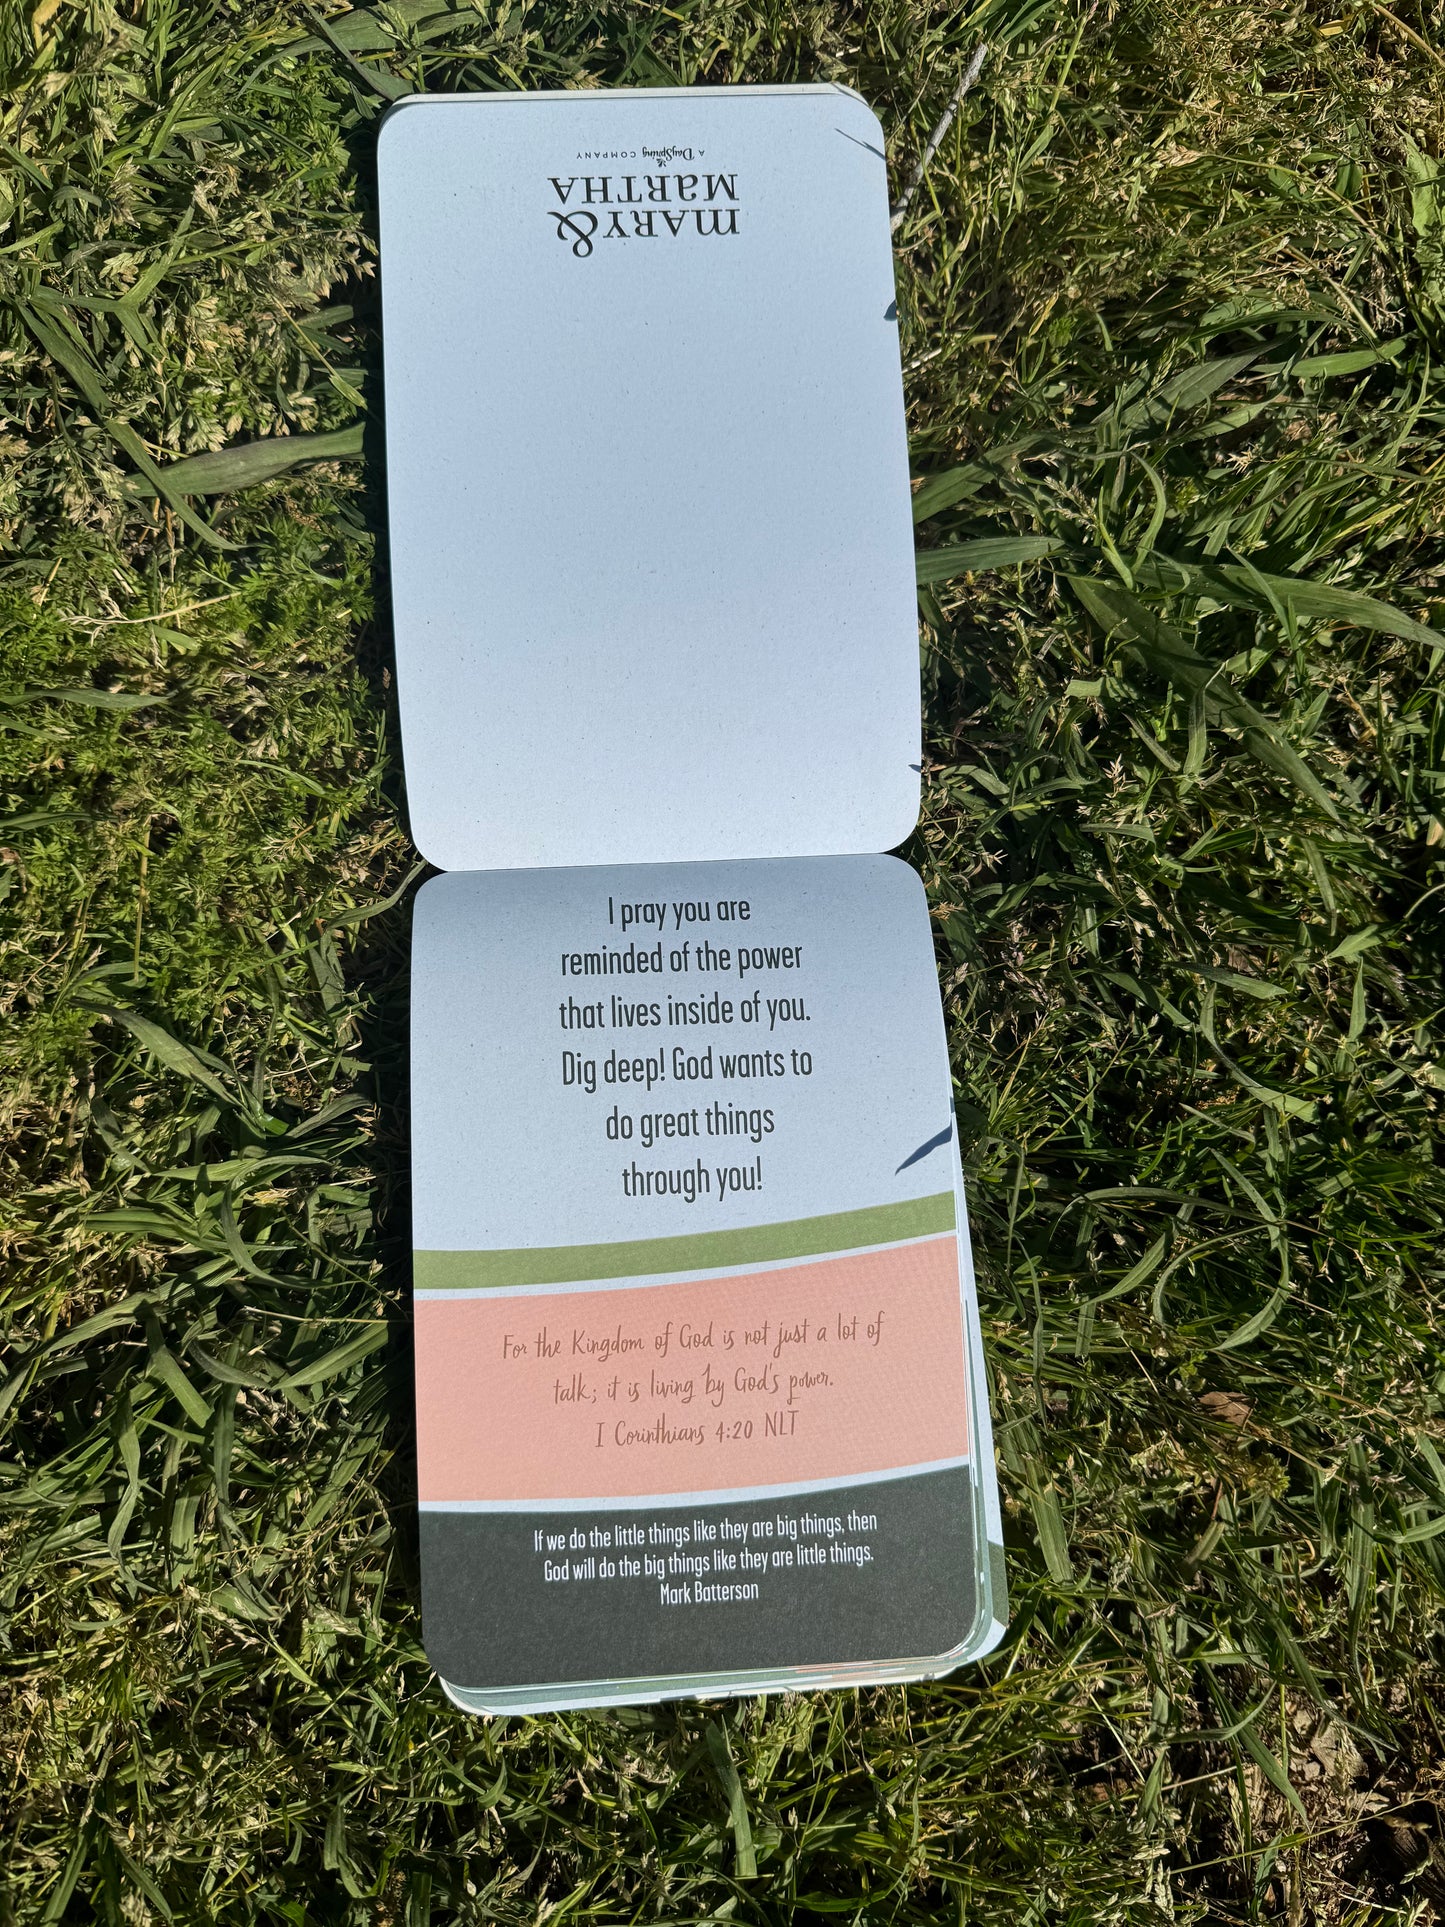 MARY&
MARTHA
A DaySpring COMPANY
I pray you are
reminded of the power
that lives inside of you.
Dig deep! God wants to
do great things
through you!
For the Kingdom of God is not just a lot of
talk; it is living by God's power.
I Corinthians 4:20 NLT
If we do the little things like they are big things, then
God will do the big things like they are little things.
Mark Batterson